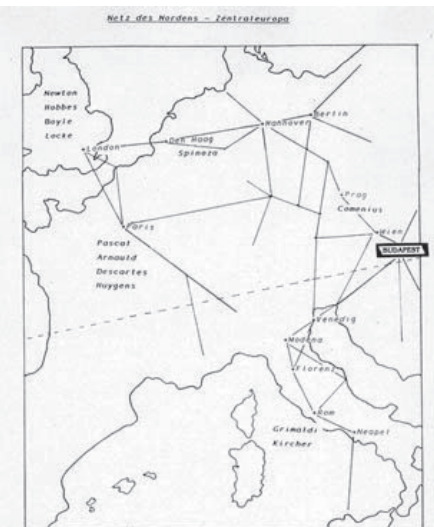 Netz des Nordens – Zentraleuropa
Newton
Hobbes
Boyle
Locke
London
Den Haag
Spinoza
Hannover
Berlin
Prag
Comenius
Wien
BUDAPEST
Paris
Pascal
Arnauld
Descartes
Huygens
Venedig
Modena
Florenz
Rom
Grimaldi
Kircher
Neapel